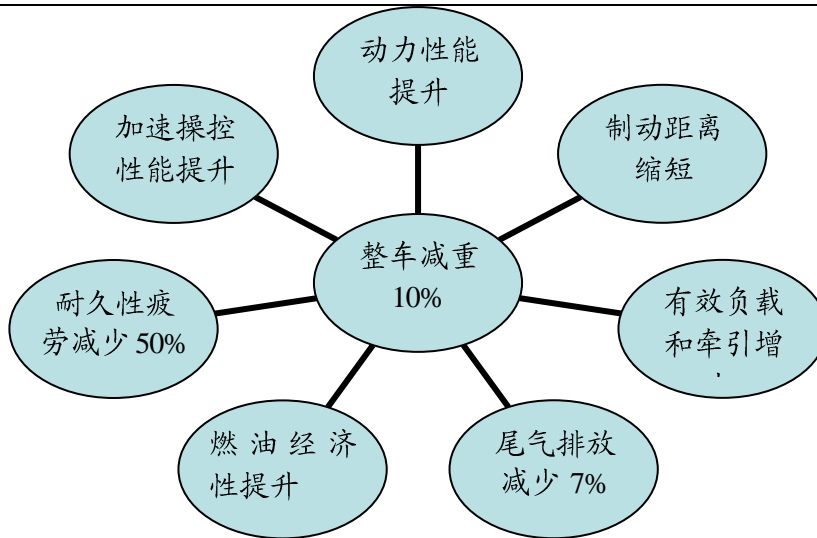 动力性能
提升
加速操控
性能提升
制动距离
缩短
整车减重
10%
耐久性疲
劳减少 50%
有效负载
和牵引增
燃油经济
性提升
尾气排放
减少 7%